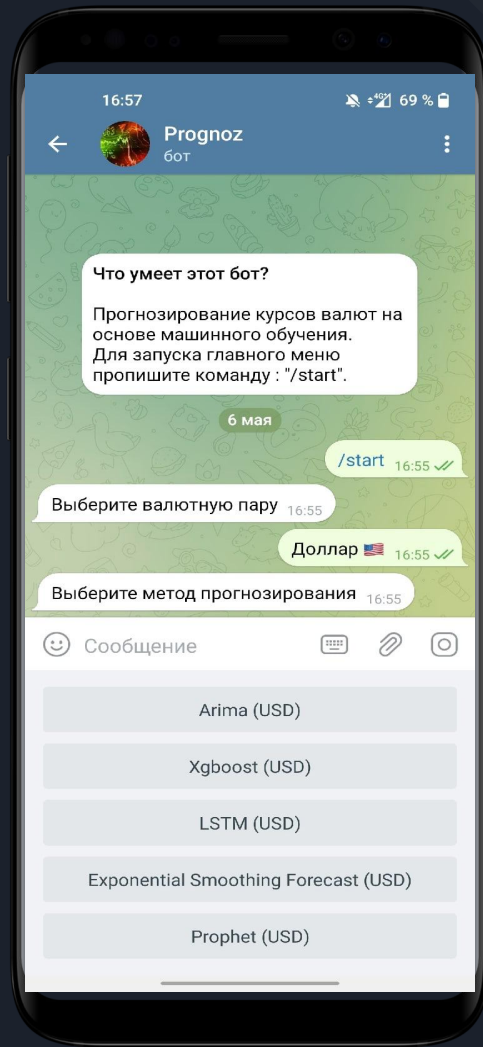 16:57
4G 69 %
Prognoz
бот
Что умеет этот бот?
Прогнозирование курсов валют на
основе машинного обучения.
Для запуска главного меню
пропишите команду : "/start".
6 мая
/start 16:55
Выберите валютную пару 16:55
Доллар 🇺🇸 16:55
Выберите метод прогнозирования 16:55
Сообщение
Arima (USD)
Xgboost (USD)
LSTM (USD)
Exponential Smoothing Forecast (USD)
Prophet (USD)